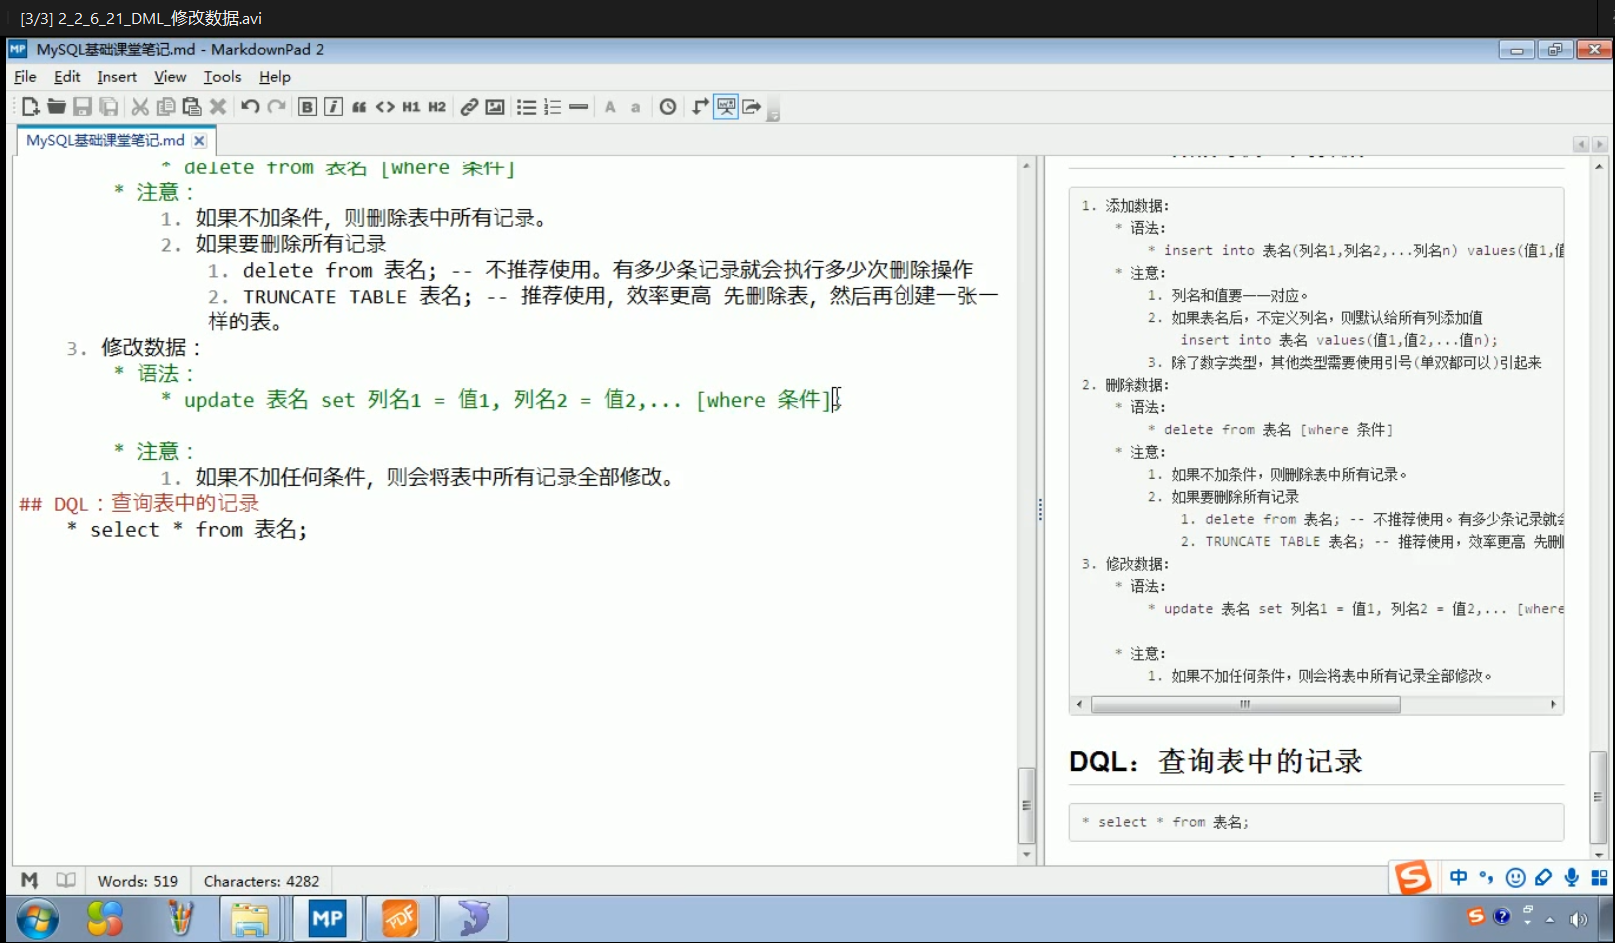 [3/3] 2_2_6_21_DML_修改数据.avi
MySQL基础课堂笔记.md - MarkdownPad 2
File Edit Insert View Tools Help
MySQL基础课堂笔记.md
* delete from 表名 [where 条件]
* 注意：
1. 如果不加条件，则删除表中所有记录。
2. 如果要删除所有记录
1. delete from 表名; -- 不推荐使用。有多少条记录就会执行多少次删除操作
2. TRUNCATE TABLE 表名; -- 推荐使用，效率更高 先删除表，然后再创建一张一
样的表。
3. 修改数据：
* 语法：
* update 表名 set 列名1 = 值1, 列名2 = 值2,... [where 条件];
* 注意：
1. 如果不加任何条件，则会将表中所有记录全部修改。
## DQL：查询表中的记录
* select * from 表名;
1. 添加数据:
* 语法:
* insert into 表名(列名1,列名2,...列名n) values(值1,值
* 注意:
1. 列名和值要一一对应。
2. 如果表名后，不定义列名，则默认给所有列添加值
insert into 表名 values(值1,值2,...值n);
3. 除了数字类型，其他类型需要使用引号(单双都可以)引起来
2. 删除数据:
* 语法:
* delete from 表名 [where 条件]
* 注意:
1. 如果不加条件，则删除表中所有记录。
2. 如果要删除所有记录
1. delete from 表名; -- 不推荐使用。有多少条记录就会
2. TRUNCATE TABLE 表名; -- 推荐使用，效率更高 先删
3. 修改数据:
* 语法:
* update 表名 set 列名1 = 值1, 列名2 = 值2,... [where
* 注意:
1. 如果不加任何条件，则会将表中所有记录全部修改。
DQL：查询表中的记录
* select * from 表名;
Words: 519 Characters: 4282
中